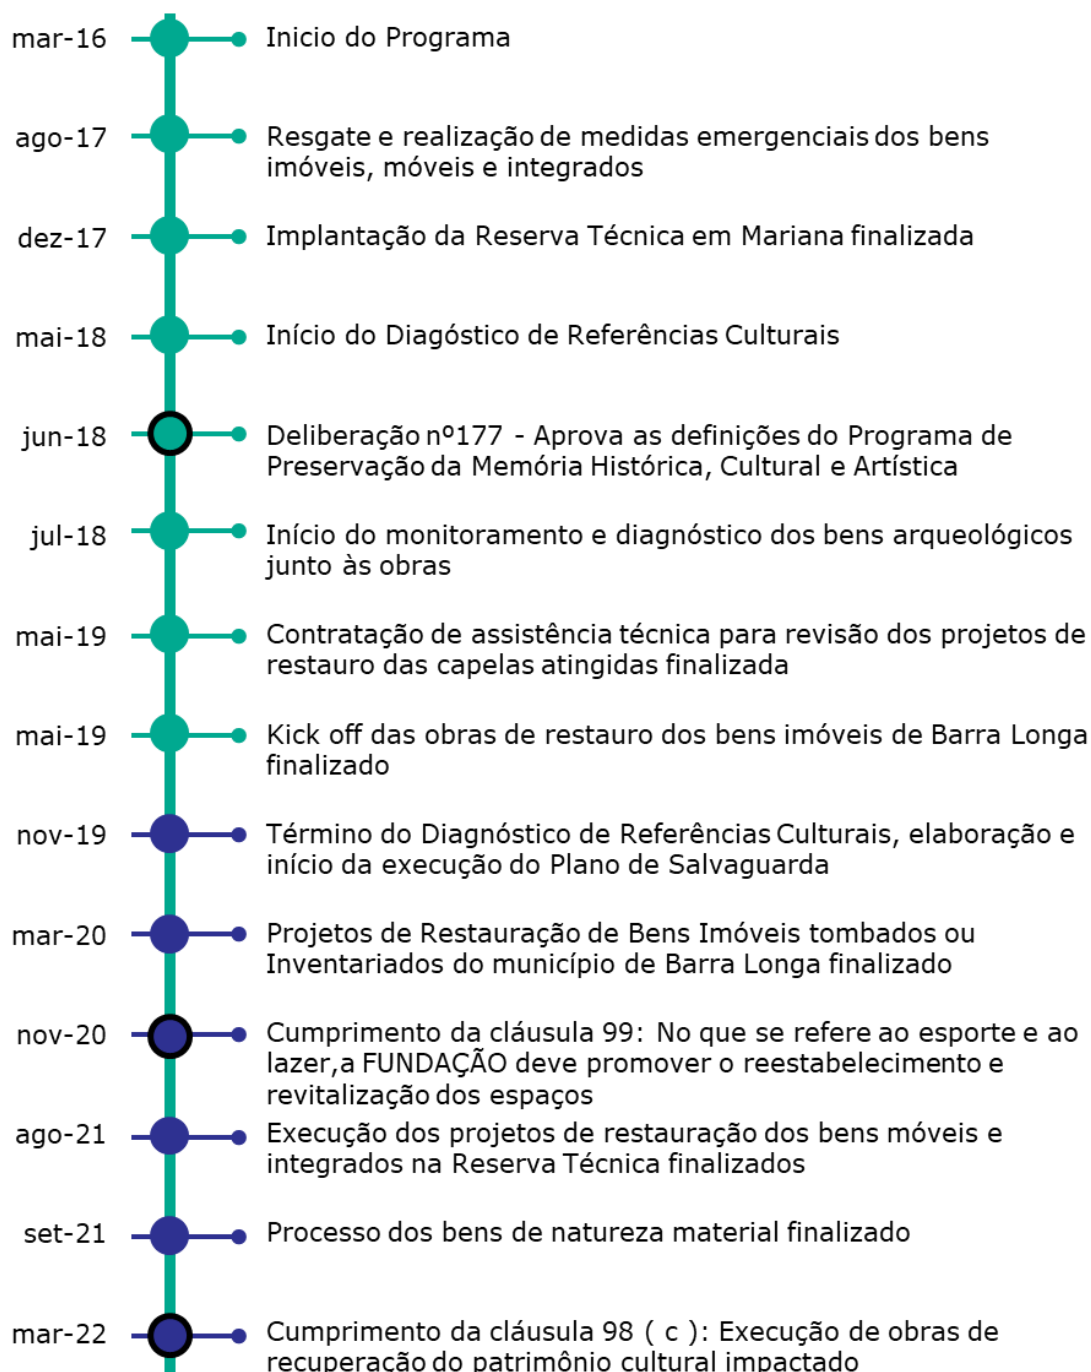 mar-16 Inicio do Programa
ago-17 Resgate e realização de medidas emergenciais dos bens
imóveis, móveis e integrados
dez-17 Implantação da Reserva Técnica em Mariana finalizada
mai-18 Início do Diagóstico de Referências Culturais
jun-18 Deliberação nº177 - Aprova as definições do Programa de
Preservação da Memória Histórica, Cultural e Artística
jul-18 Início do monitoramento e diagnóstico dos bens arqueológicos
junto às obras
mai-19 Contratação de assistência técnica para revisão dos projetos de
restauro das capelas atingidas finalizada
mai-19 Kick off das obras de restauro dos bens imóveis de Barra Longa
finalizado
nov-19 Término do Diagnóstico de Referências Culturais, elaboração e
início da execução do Plano de Salvaguarda
mar-20 Projetos de Restauração de Bens Imóveis tombados ou
Inventariados do município de Barra Longa finalizado
nov-20 Cumprimento da cláusula 99: No que se refere ao esporte e ao
lazer,a FUNDAÇÃO deve promover o reestabelecimento e
revitalização dos espaços
ago-21 Execução dos projetos de restauração dos bens móveis e
integrados na Reserva Técnica finalizados
set-21 Processo dos bens de natureza material finalizado
mar-22 Cumprimento da cláusula 98 ( c ): Execução de obras de
recuperação do patrimônio cultural impactado